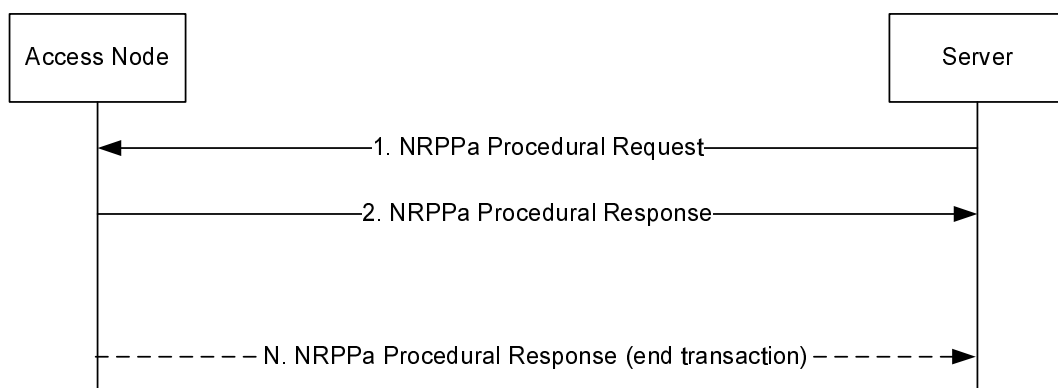 Access Node
Server
1. NRPPa Procedural Request
2. NRPPa Procedural Response
N. NRPPa Procedural Response (end transaction)